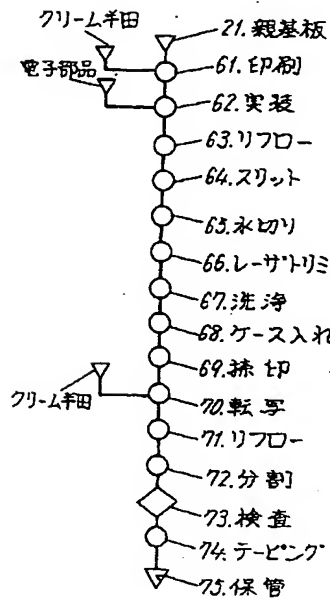 クリーム半田
21.親基板
61.印刷
電子部品
62.実装
63.リフロー
64.スリット
65.水切り
66.レーザトリミ
67.洗浄
68.ケース入れ
69.捺印
クリーム半田
70.転写
71.リフロー
72.分割
73.検査
74.テーピング
75.保管